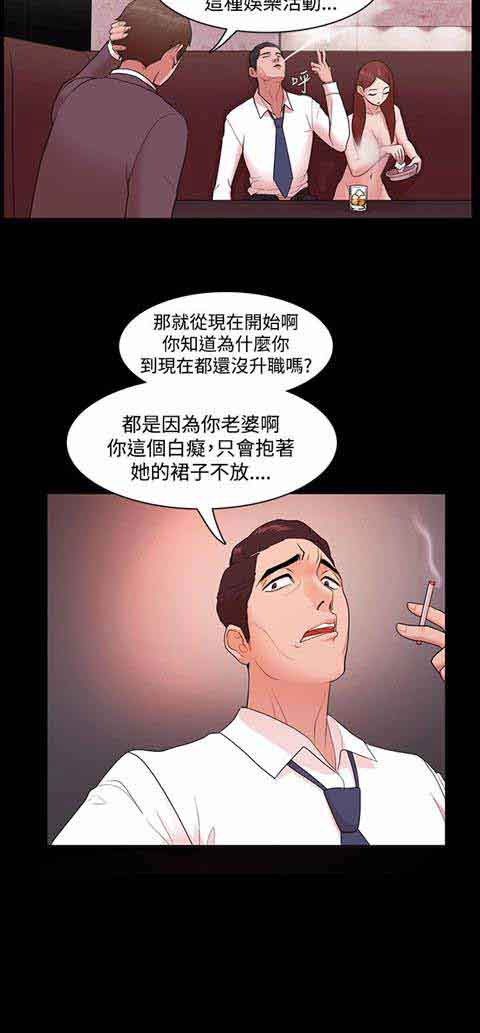 這種娛樂活動...
呼
那就從現在開始啊
你知道為什麼你
到現在都還沒升職嗎?
都是因為你老婆啊
你這個白癡，只會抱著
她的裙子不放....